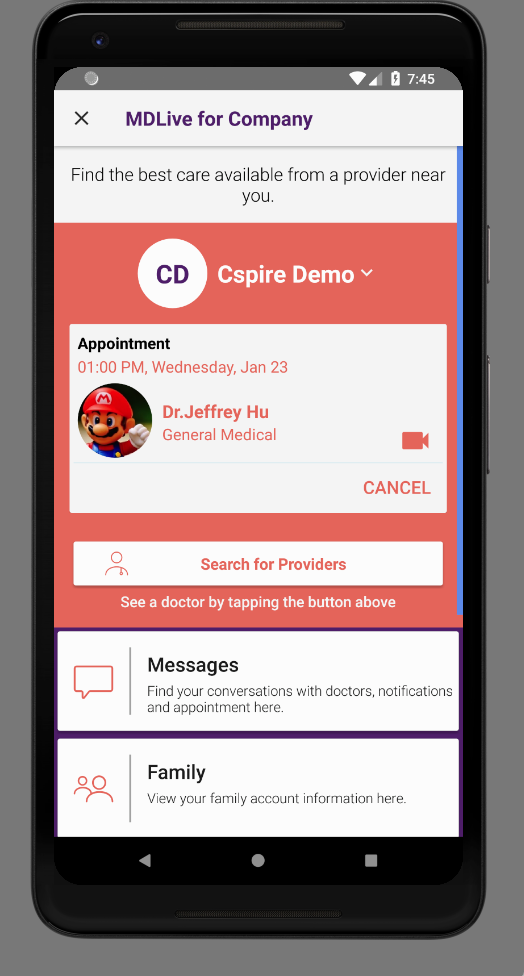 7:45
MDLive for Company
Find the best care available from a provider near
you.
CD
Cspire Demo
Appointment
01:00 PM, Wednesday, Jan 23
M
Dr.Jeffrey Hu
General Medical
CANCEL
Search for Providers
See a doctor by tapping the button above
Messages
Find your conversations with doctors, notifications
and appointment here.
Family
View your family account information here.